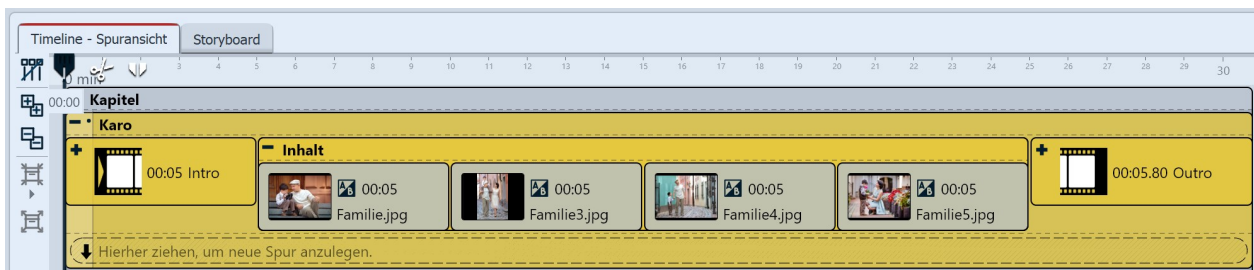 Timeline - Spuransicht Storyboard
0 min 3 4 5 6 7 8 9 10 11 12 13 14 15 16 17 18 19 20 21 22 23 24 25 26 27 28 29 30
00:00 Kapitel
Karo
Inhalt
00:05 Intro
00:05
Familie.jpg
00:05
Familie3.jpg
00:05
Familie4.jpg
00:05
Familie5.jpg
00:05.80 Outro
Hierher ziehen, um neue Spur anzulegen.